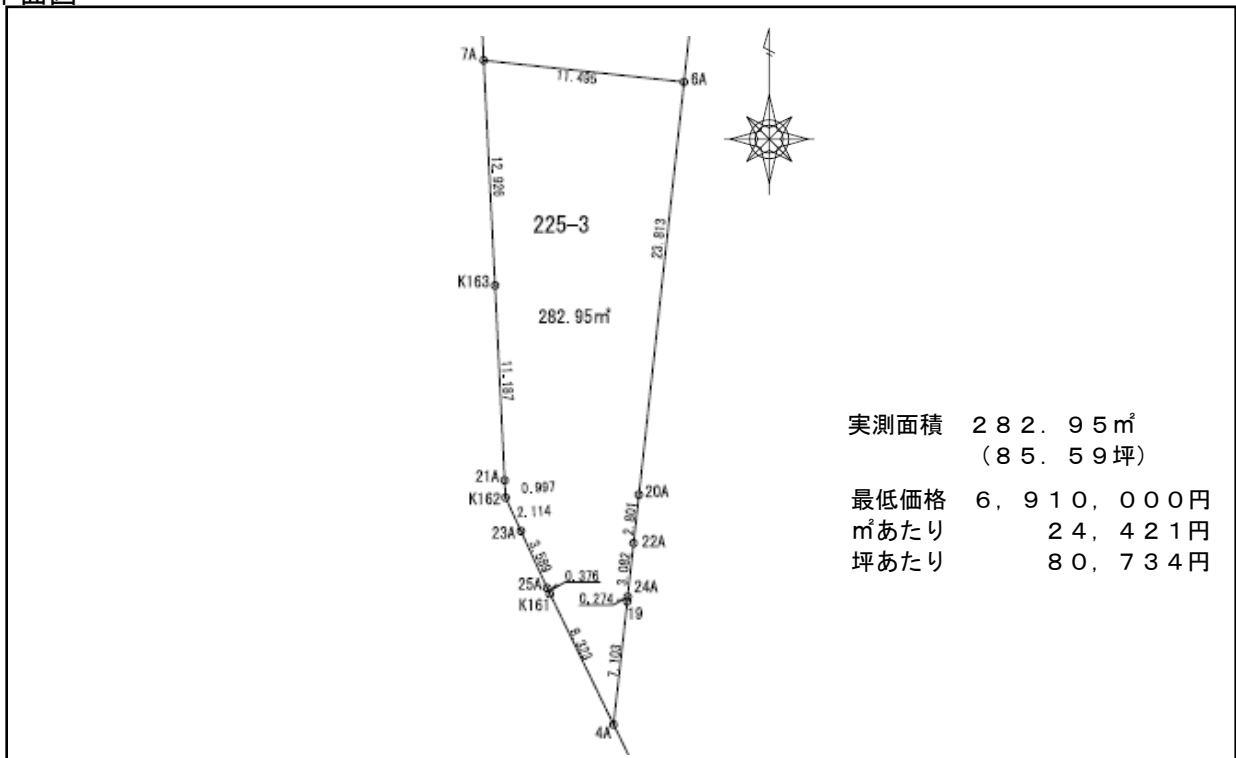 平面図
7A
11.495
6A
12.926
225-3
23.813
K163
282.95㎡
11.187
実測面積 282.95㎡
(85.59坪)
21A
0.997
20A
最低価格 6,910,000円
K162
2.114
2.801
㎡あたり 24,421円
23A
22A
坪あたり 80,734円
3.589
3.082
25A
0.376
24A
K161
0.274
19
8.323
7.103
4A